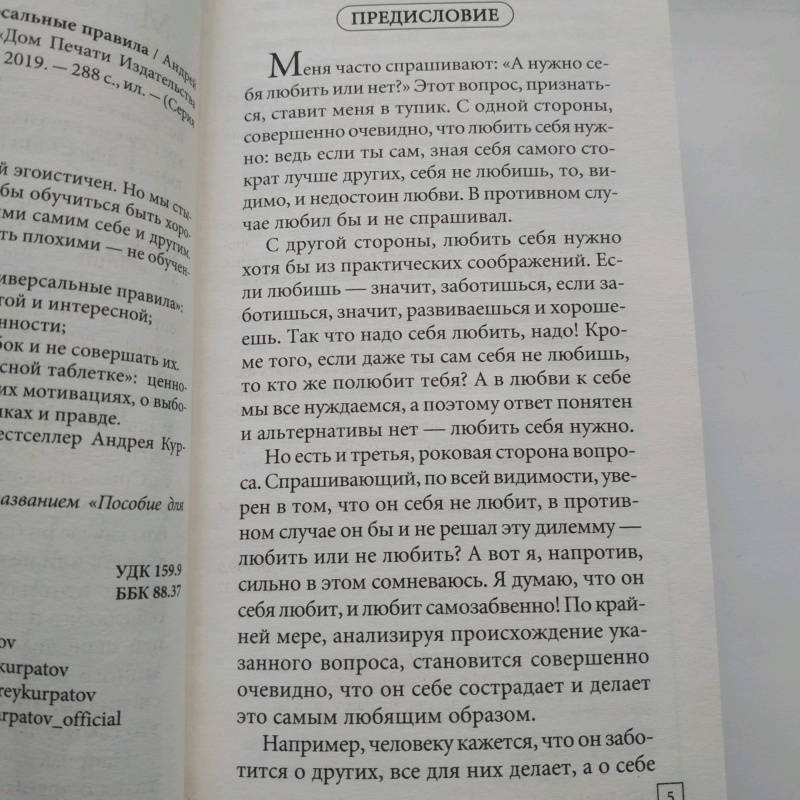 сальные правила / Андрей
«Дом Печати Издательства
2019. — 288 с., ил. — (Серия
й эгоистичен. Но мы сты-
бы обучиться быть хоро-
ми самим себе и другим.
ть плохими — не обучен-
иверсальные правила»:
той и интересной;
нности;
бок и не совершать их.
сной таблетке»: ценно-
их мотивациях, о выбо-
иках и правде.
естселлер Андрея Кур-
азванием «Пособие для
УДК 159.9
ББК 88.37
ov
kurpatov
reykurpatov
urpatov_official
ПРЕДИСЛОВИЕ
Меня часто спрашивают: «А нужно се-
бя любить или нет?» Этот вопрос, признать-
ся, ставит меня в тупик. С одной стороны,
совершенно очевидно, что любить себя нуж-
но: ведь если ты сам, зная себя самого сто-
крат лучше других, себя не любишь, то, ви-
димо, и недостоин любви. В противном слу-
чае любил бы и не спрашивал.
С другой стороны, любить себя нужно
хотя бы из практических соображений. Ес-
ли любишь — значит, заботишься, если за-
ботишься, значит, развиваешься и хороше-
ешь. Так что надо себя любить, надо! Кро-
ме того, если даже ты сам себя не любишь,
то кто же полюбит тебя? А в любви к себе
мы все нуждаемся, а поэтому ответ понятен
и альтернативы нет — любить себя нужно.
Но есть и третья, роковая сторона вопро-
са. Спрашивающий, по всей видимости, уве-
рен в том, что он себя не любит, в против-
ном случае он бы и не решал эту дилемму —
любить или не любить? А вот я, напротив,
сильно в этом сомневаюсь. Я думаю, что он
себя любит, и любит самозабвенно! По край-
ней мере, анализируя происхождение ука-
занного вопроса, становится совершенно
очевидно, что он себе сострадает и делает
это самым любящим образом.
Например, человеку кажется, что он забо-
тится о других, все для них делает, а о себе
5